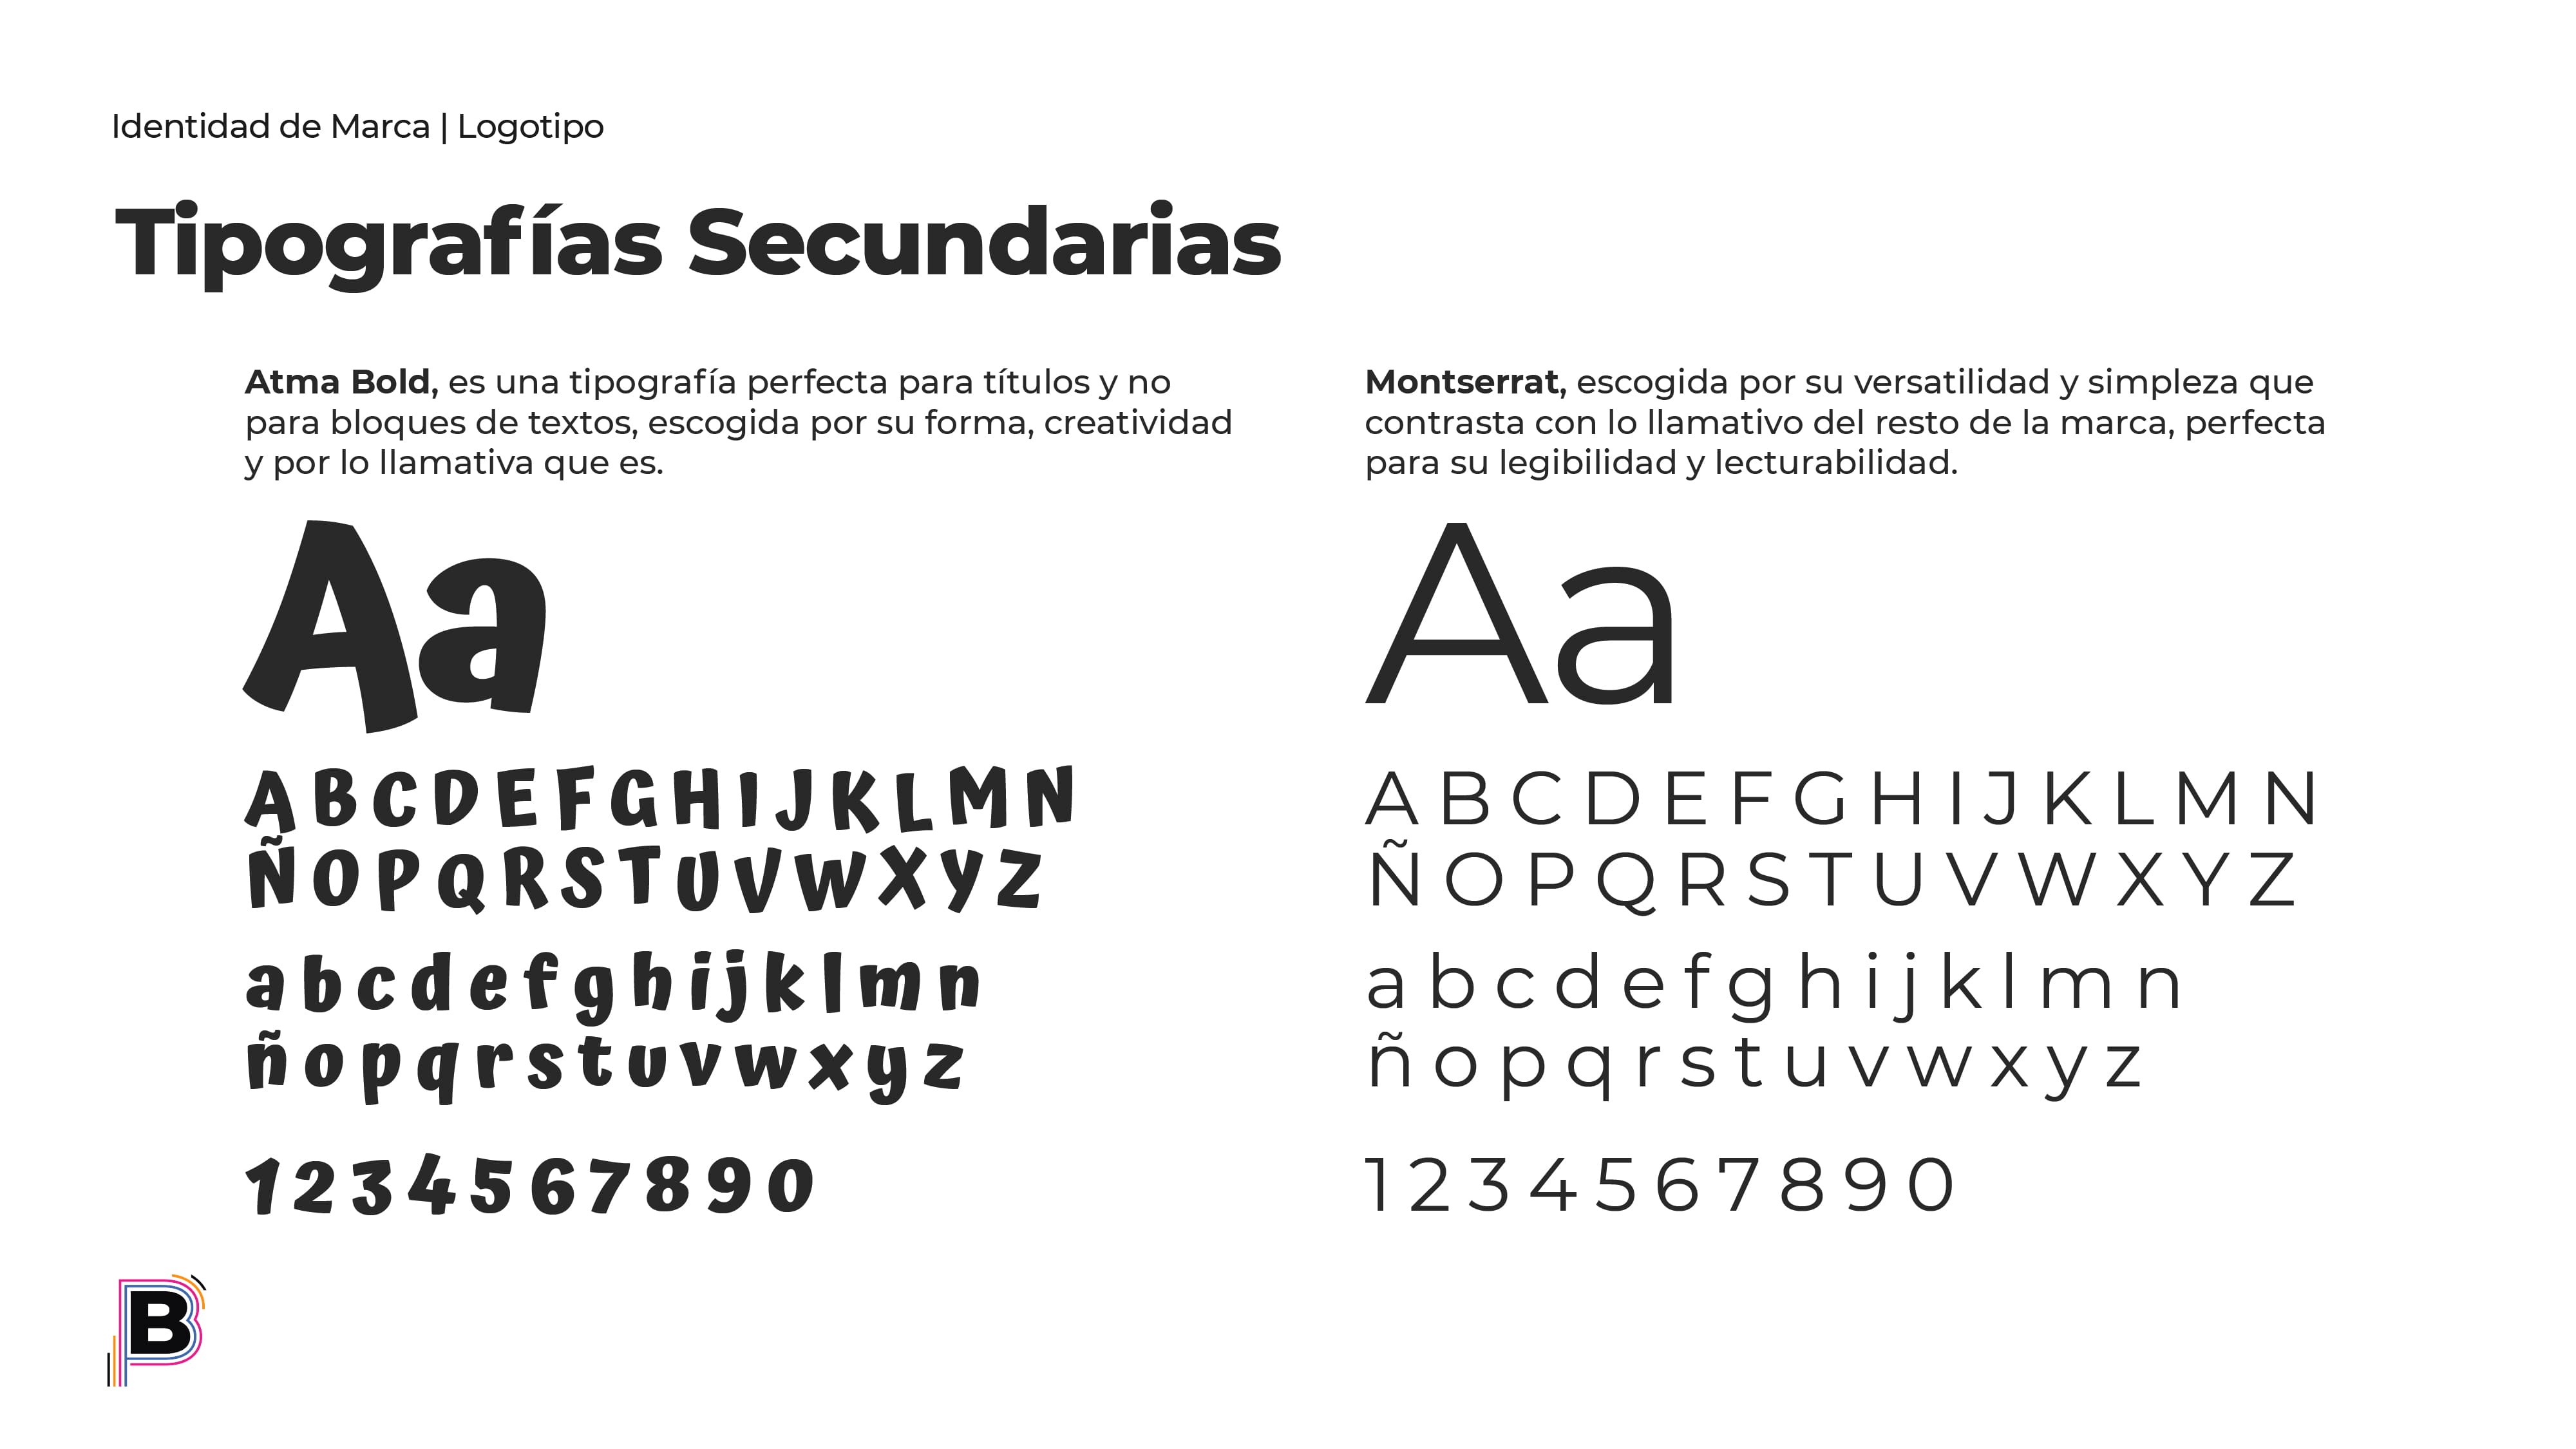 Identidad de Marca | Logotipo
Tipografías Secundarias
Atma Bold, es una tipografía perfecta para títulos y no
para bloques de textos, escogida por su forma, creatividad
y por lo llamativa que es.
Aa
A B C D E F G H I J K L M N
Ñ O P Q R S T U V W X Y Z
a b c d e f g h i j k l m n
ñ o p q r s t u v w x y z
1 2 3 4 5 6 7 8 9 0
Montserrat, escogida por su versatilidad y simpleza que
contrasta con lo llamativo del resto de la marca, perfecta
para su legibilidad y lecturabilidad.
Aa
A B C D E F G H I J K L M N
Ñ O P Q R S T U V W X Y Z
a b c d e f g h i j k l m n
ñ o p q r s t u v w x y z
1 2 3 4 5 6 7 8 9 0
B